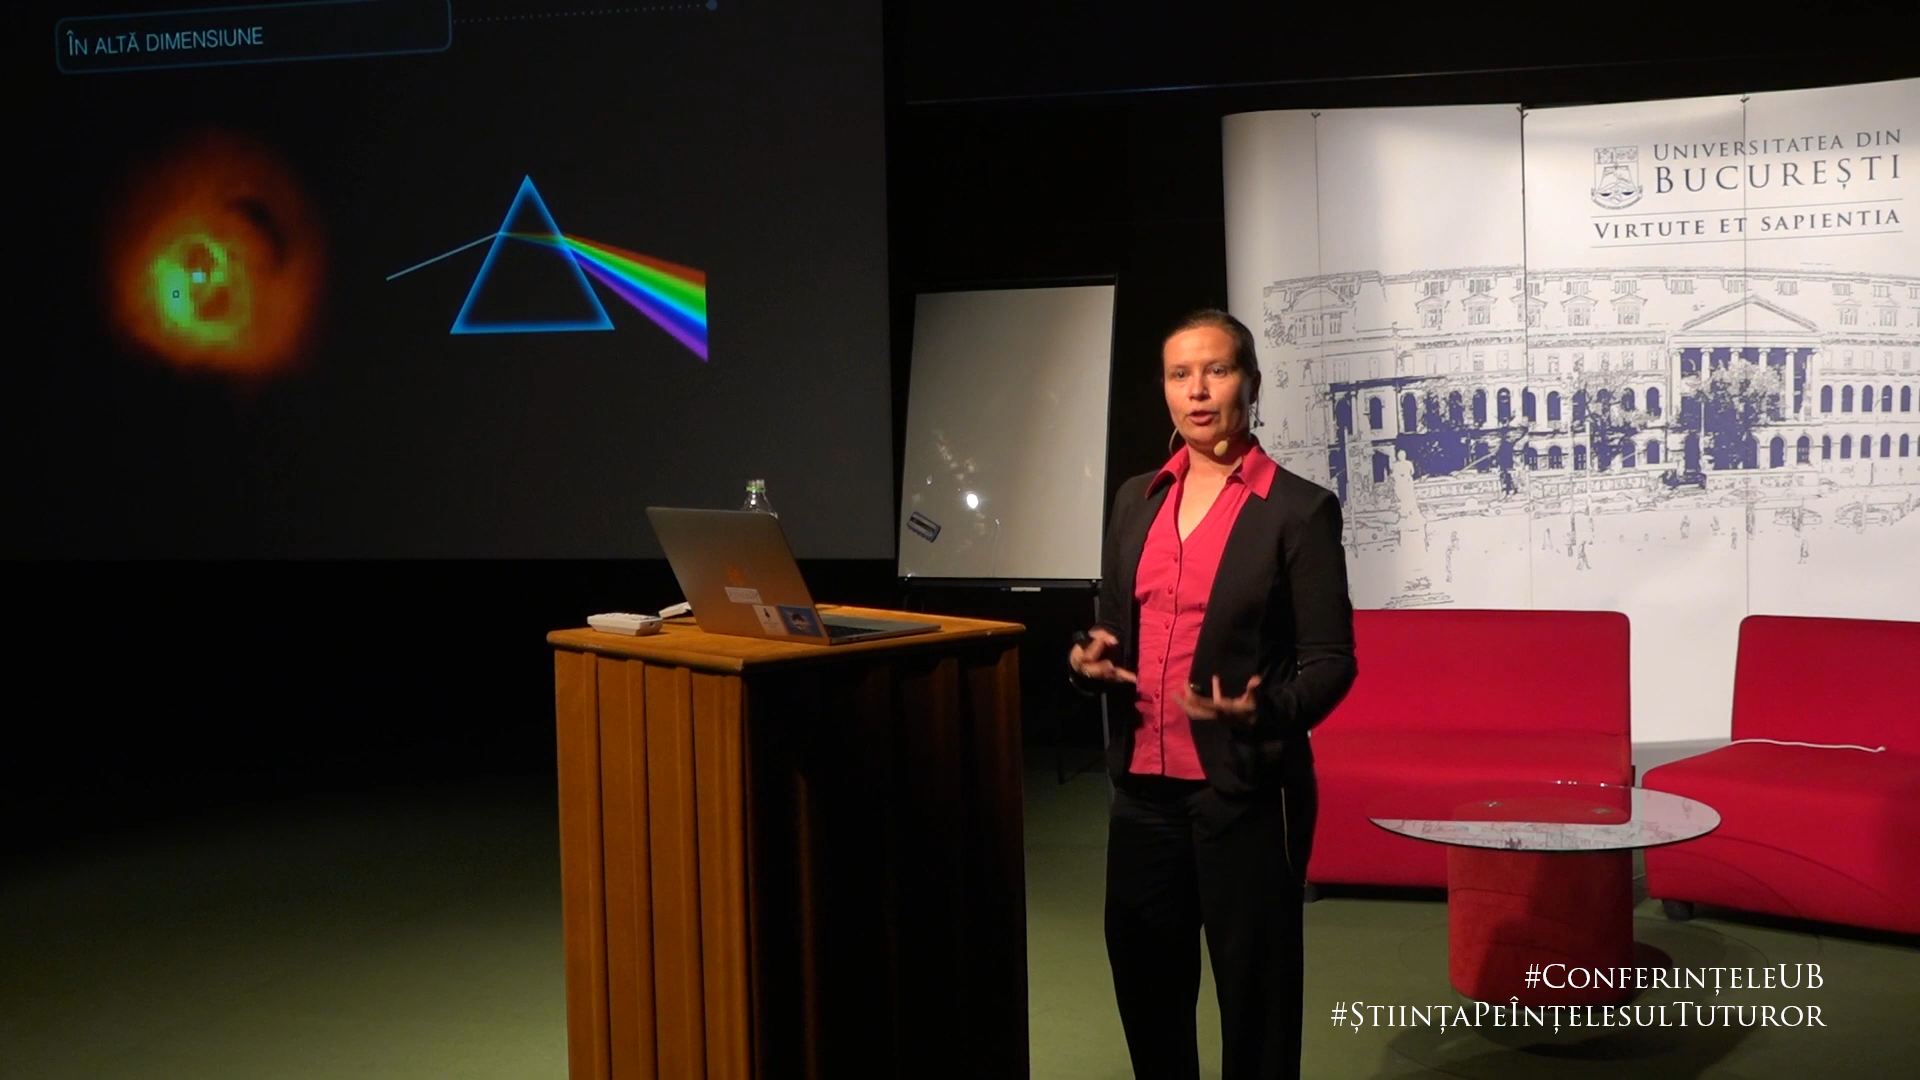 ÎN ALTĂ DIMENSIUNE
UNIVERSITATEA DIN
BUCUREȘTI
VIRTUTE ET SAPIENTIA
#CONFERINȚELEUB
#ȘTIINȚAPEÎNȚELESULTUTUROR